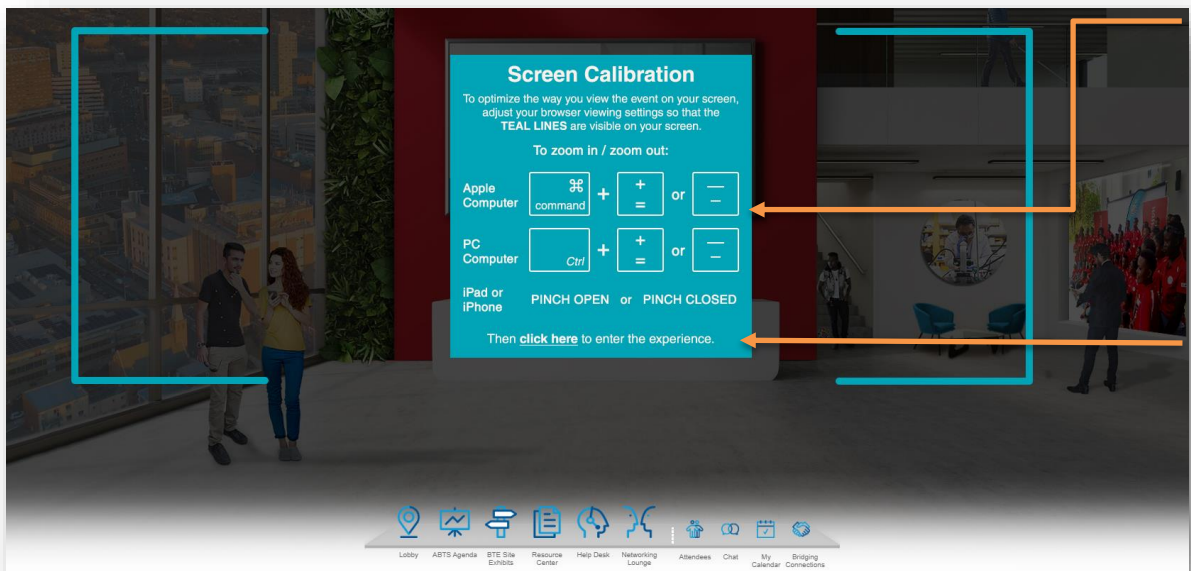 Screen Calibration
To optimize the way you view the event on your screen,
adjust your browser viewing settings so that the
TEAL LINES are visible on your screen.
To zoom in / zoom out:
Apple
Computer
⌘
command
+
+
=
or
—
–
PC
Computer
Ctrl
+
+
=
or
—
–
iPad or
iPhone
PINCH OPEN or PINCH CLOSED
Then click here to enter the experience.
Lobby
ABTS Agenda
BTE Site
Exhibits
Resource
Center
Help Desk
Networking
Lounge
Attendees
Chat
My
Calendar
Bridging
Connections